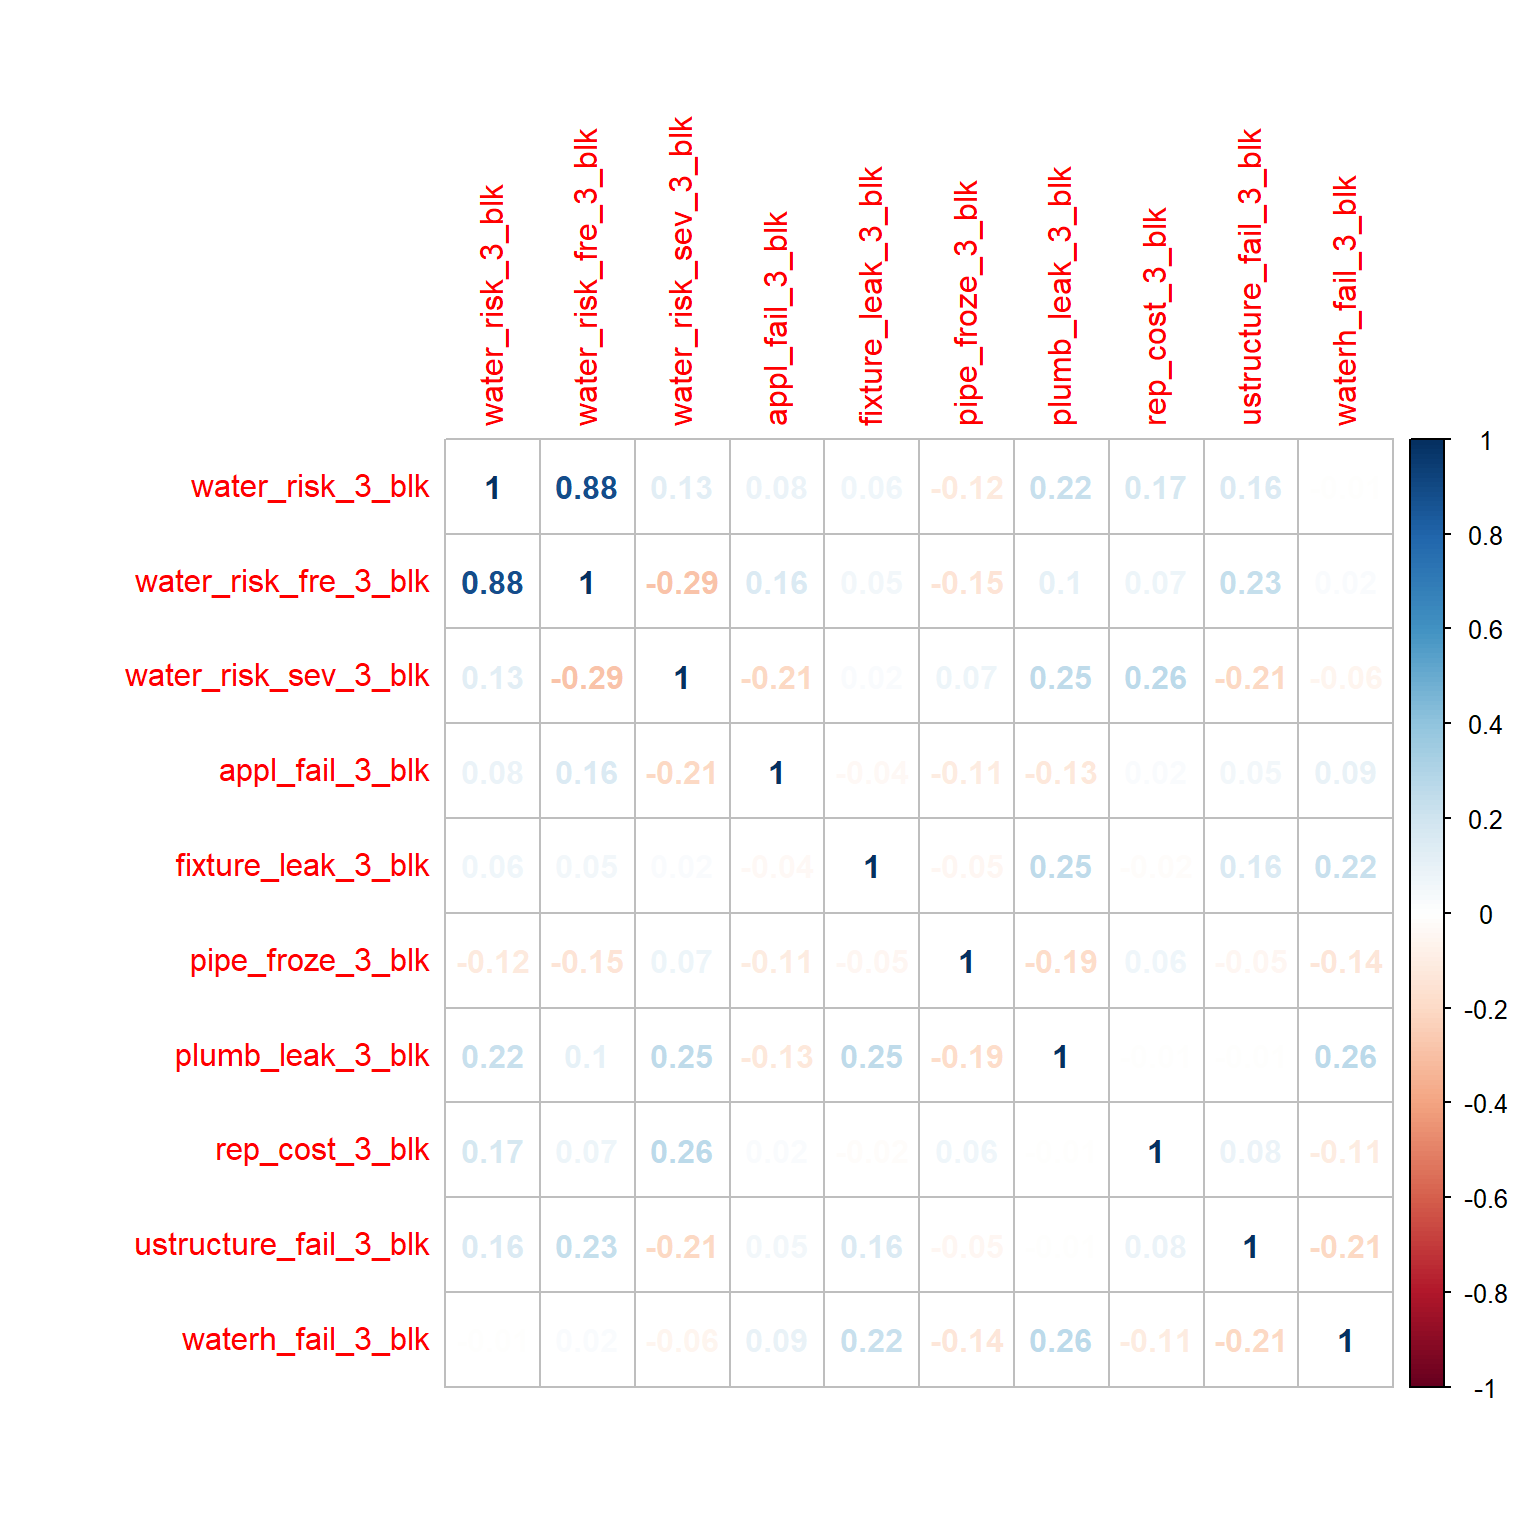 water_risk_3_blk
water_risk_fre_3_blk
water_risk_sev_3_blk
appl_fail_3_blk
fixture_leak_3_blk
pipe_froze_3_blk
plumb_leak_3_blk
rep_cost_3_blk
ustructure_fail_3_blk
waterh_fail_3_blk
water_risk_3_blk 1 0.88 0.13 0.08 0.06 -0.12 0.22 0.17 0.16
water_risk_fre_3_blk 0.88 1 -0.29 0.16 0.05 -0.15 0.1 0.07 0.23 0.02
water_risk_sev_3_blk 0.13 -0.29 1 -0.21 0.02 0.07 0.25 0.26 -0.21 -0.06
appl_fail_3_blk 0.08 0.16 -0.21 1 -0.04 -0.11 -0.13 0.02 0.05 0.09
fixture_leak_3_blk 0.06 0.05 0.02 -0.04 1 -0.05 0.25 -0.02 0.16 0.22
pipe_froze_3_blk -0.12 -0.15 0.07 -0.11 -0.05 1 -0.19 0.06 -0.05 -0.14
plumb_leak_3_blk 0.22 0.1 0.25 -0.13 0.25 -0.19 1 0.26
rep_cost_3_blk 0.17 0.07 0.26 0.02 -0.02 0.06 1 0.08 -0.11
ustructure_fail_3_blk 0.16 0.23 -0.21 0.05 0.16 -0.05 0.08 1 -0.21
waterh_fail_3_blk 0.02 -0.06 0.09 0.22 -0.14 0.26 -0.11 -0.21 1
1
0.8
0.6
0.4
0.2
0
-0.2
-0.4
-0.6
-0.8
-1